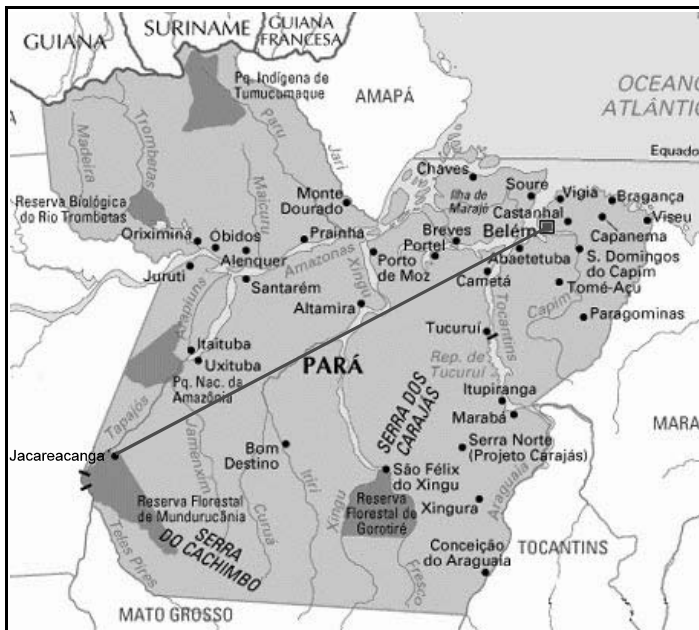 GUIANA
SURINAME
GUIANA
FRANCESA
OCEANO
ATLÂNTIC
AMAPÁ
Equado
Pq. Indígena de
Tumucumaque
Paru
Jari
Madeira
Trombetas
Maicuru
Reserva Biológica
do Rio Trombetas
Monte
Dourado
Chaves
Ilha de
Marajó
Soure
Vigiá
Bragança
Viseu
Castanhal
Belém
Capanema
Oriximiná
Óbidos
Alenquer
Prainha
Amazonas
Breves
Portel
Porto
de Moz
Abaetetuba
S. Domingos
do Capim
Juruti
Santarém
Xingu
Altamira
Cametá
Tocantins
Tomé-Açu
Capim
Paragominas
Arapiuns
Itaituba
Uxituba
Tucuruí
Rep. de
Tucuruí
PARÁ
Pq. Nac. da
Amazônia
SERRA DOS
CARAJÁS
Itupiranga
Marabá
MARA
Tapajós
Jacareacanga
Jamenxim
Bom
Destino
Serra Norte
(Projeto Carajás)
São Félix
do Xingu
Reserva Florestal
de Mundurucânia
Curuá
Iriri
Xingu
Reserva
Florestal de
Gorotiré
Xingura
Araguaia
Teles Pires
SERRA
DO CACHIMBO
Fresco
Conceição
do Araguaia
TOCANTINS
MATO GROSSO